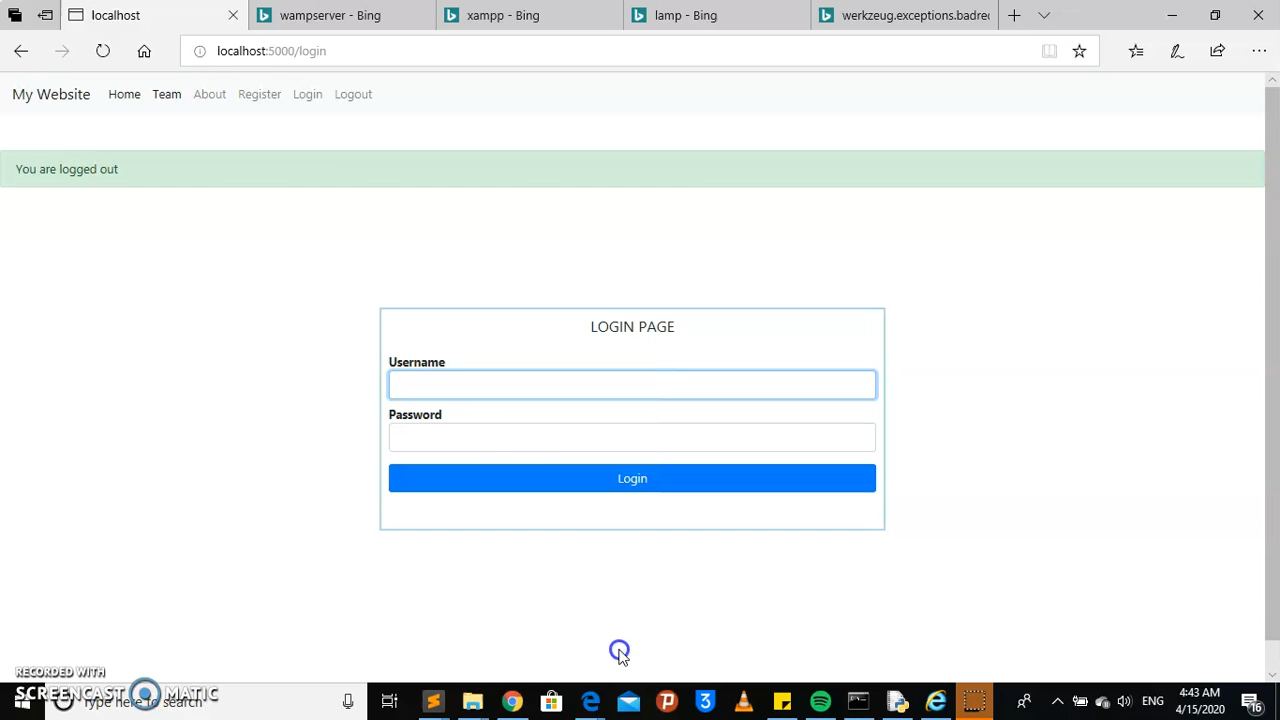 localhost
wampserver - Bing
xampp - Bing
lamp - Bing
werkzeug.exceptions.badrec
localhost:5000/login
My Website Home Team About Register Login Logout
You are logged out
LOGIN PAGE
Username
Password
Login
RECORDED WITH
SCREENCAST MATIC
Type here to search
ENG
4:43 AM
4/15/2020
16